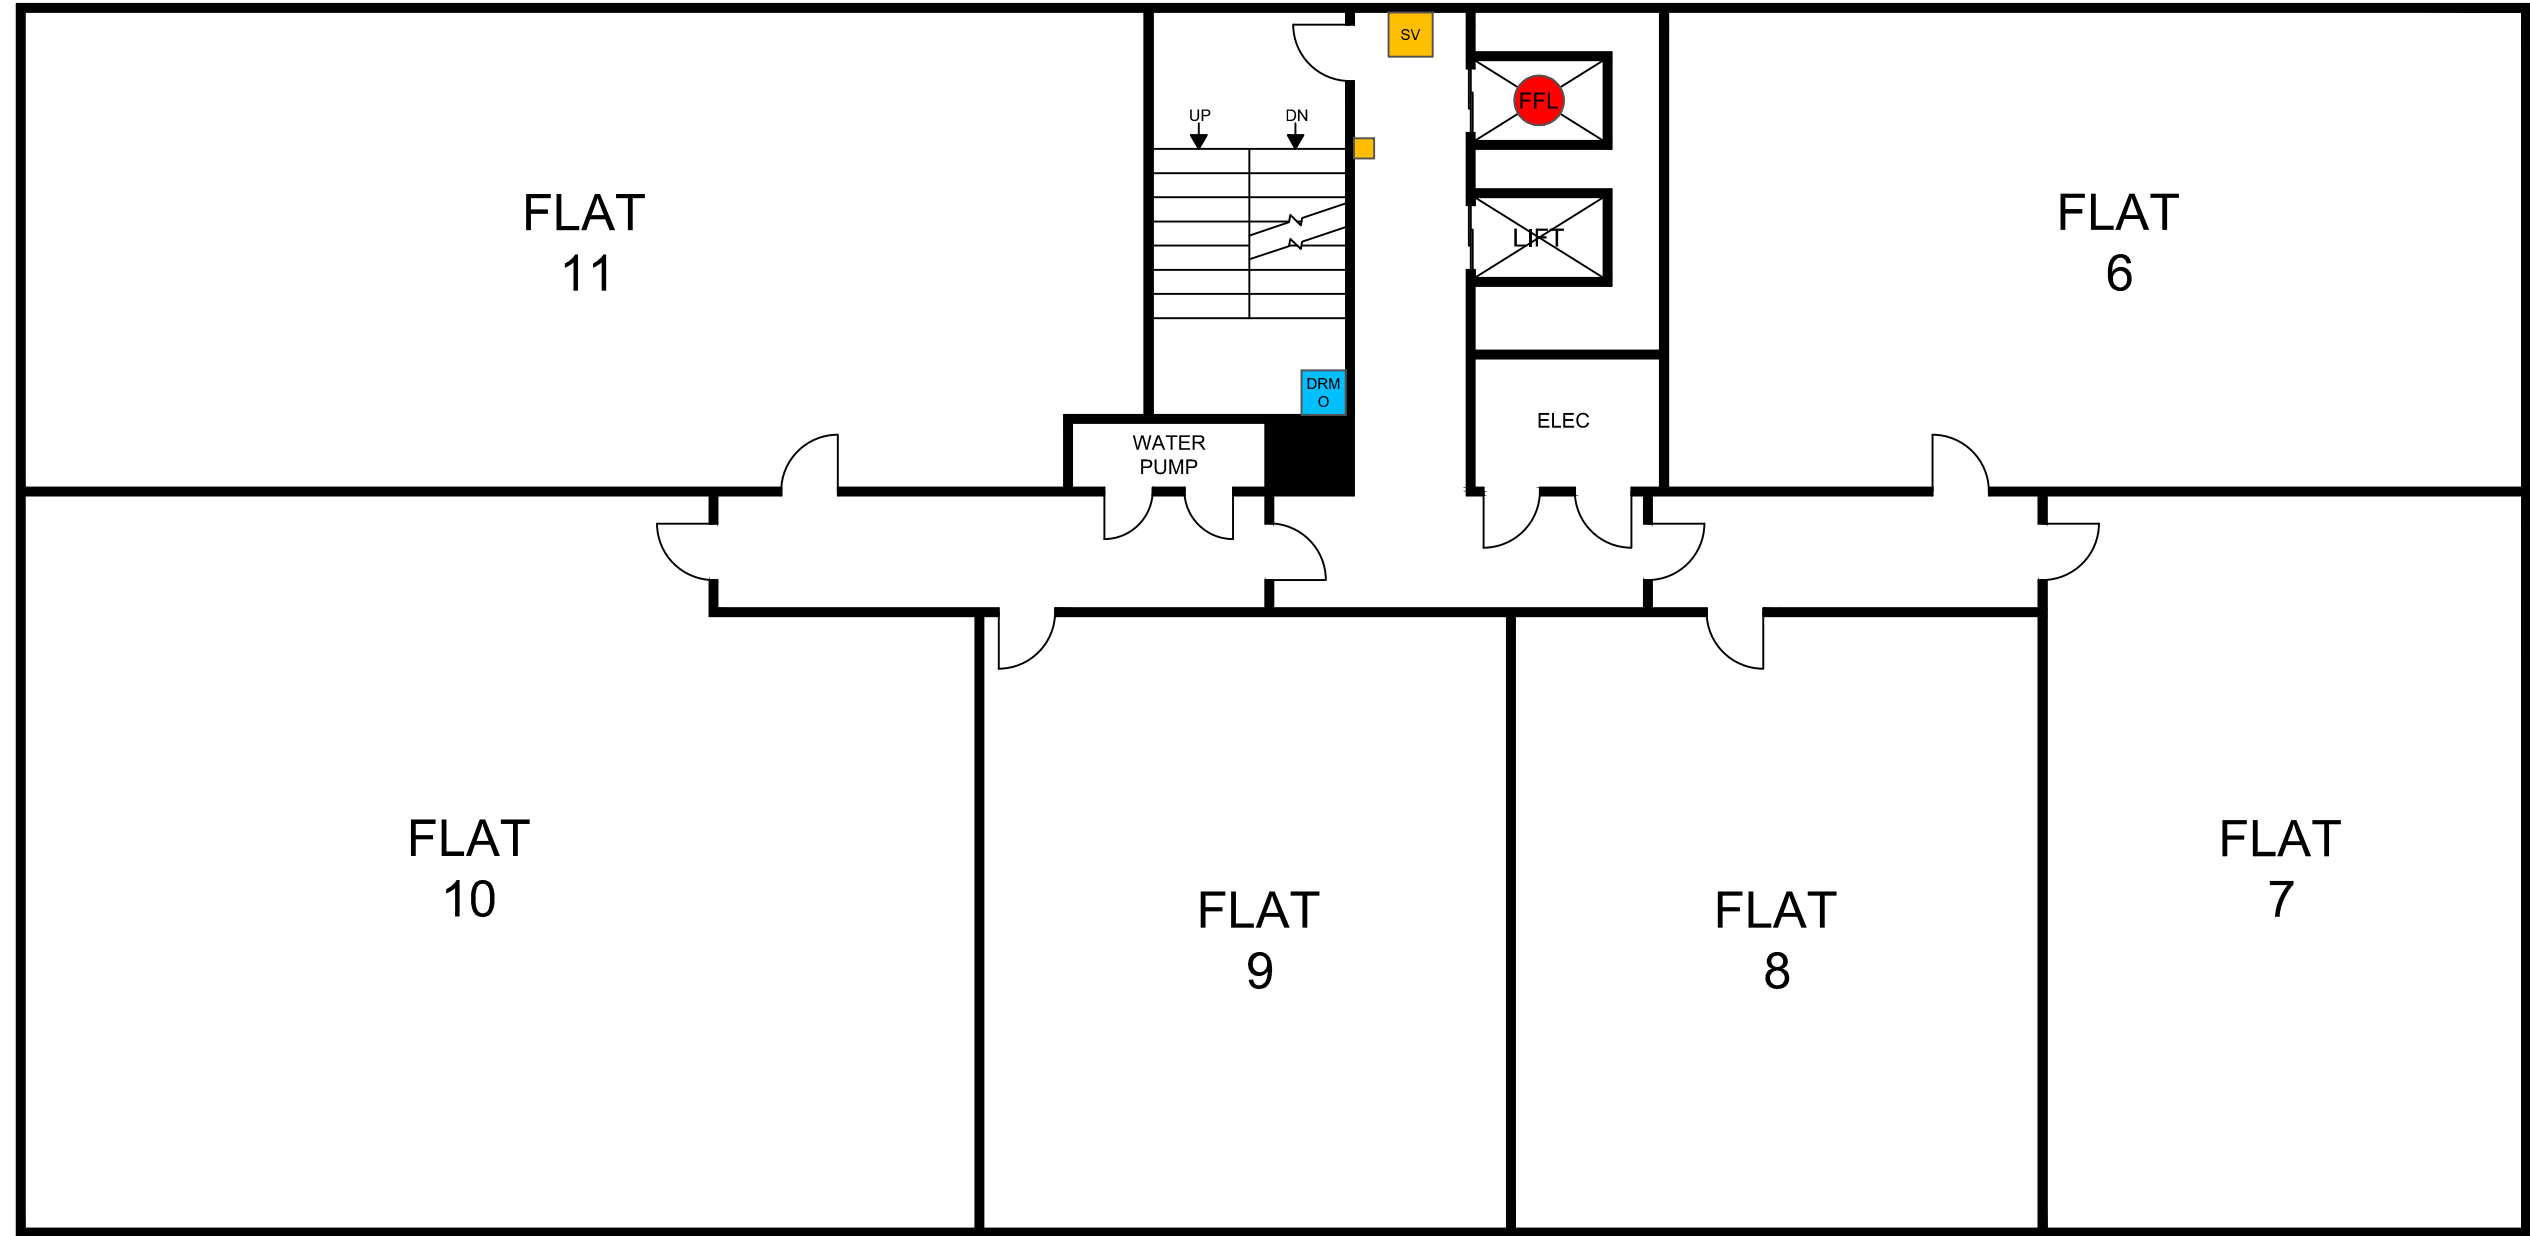 SV
FFL
UP
DN
FLAT
11
FLAT
6
LIFT
DRM
O
ELEC
WATER
PUMP
FLAT
10
FLAT
9
FLAT
8
FLAT
7